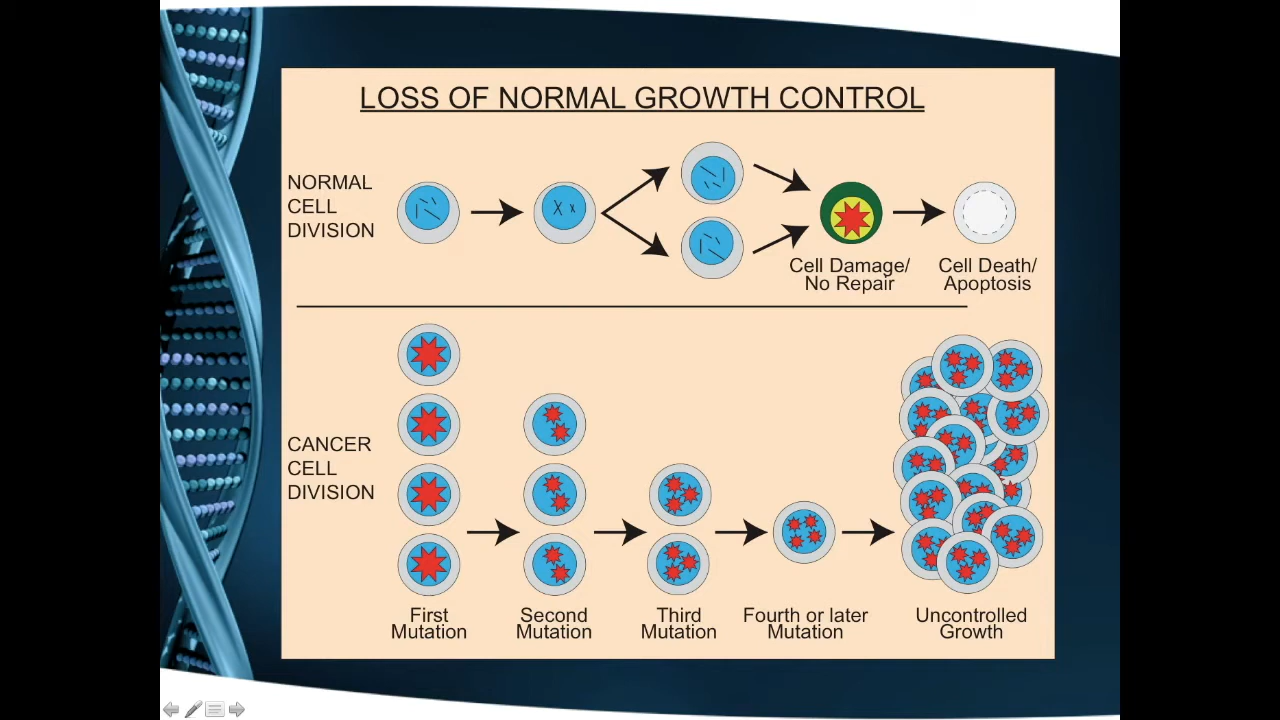 LOSS OF NORMAL GROWTH CONTROL
NORMAL
CELL
DIVISION
Cell Damage/
No Repair
Cell Death/
Apoptosis
CANCER
CELL
DIVISION
First
Mutation
Second
Mutation
Third
Mutation
Fourth or later
Mutation
Uncontrolled
Growth